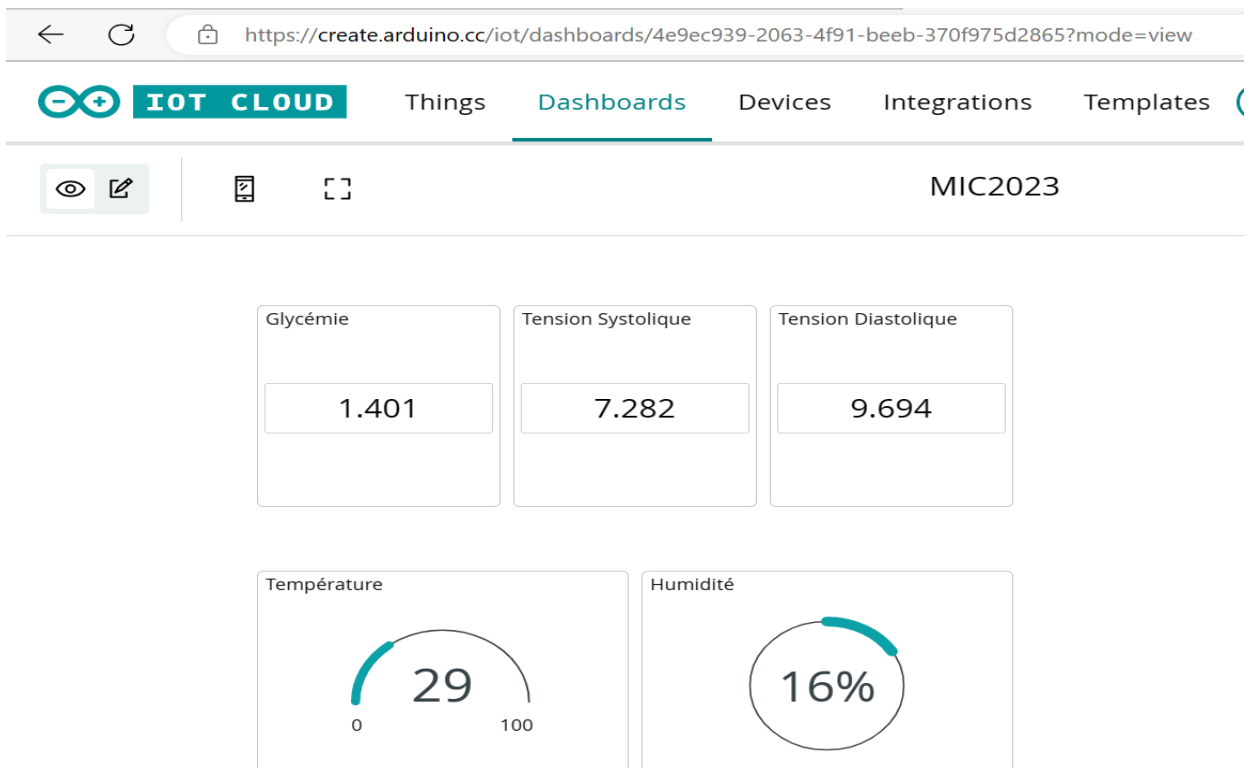 https://create.arduino.cc/iot/dashboards/4e9ec939-2063-4f91-beeb-370f975d2865?mode=view
IOT CLOUD Things Dashboards Devices Integrations Templates
MIC2023
Glycémie Tension Systolique Tension Diastolique
1.401 7.282 9.694
Température Humidité
29 16%
0 100